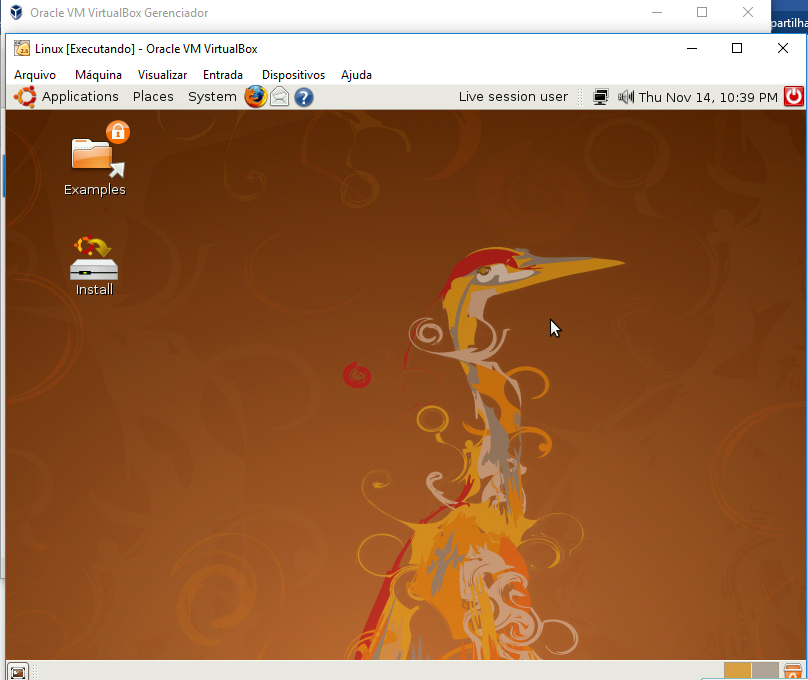 Oracle VM VirtualBox Gerenciador
partilha
Linux [Executando] - Oracle VM VirtualBox
Arquivo Máquina Visualizar Entrada Dispositivos Ajuda
Applications Places System Live session user Thu Nov 14, 10:39 PM
Examples
Install